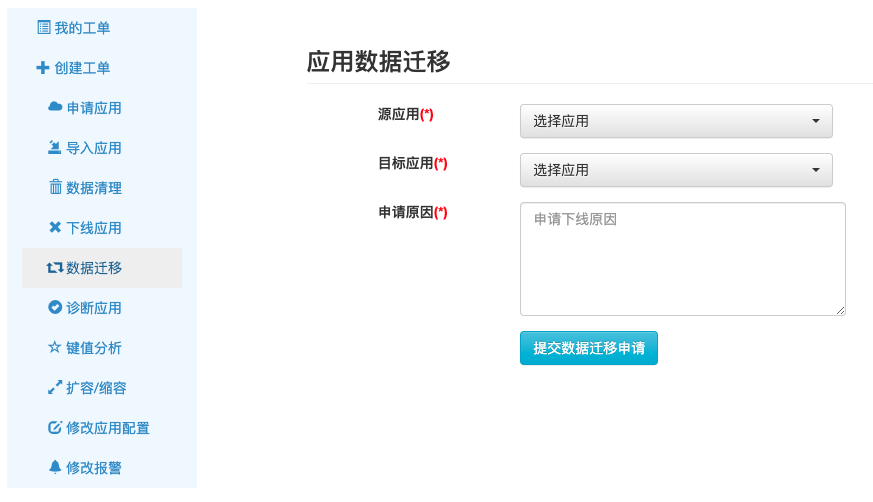 我的工单
创建工单
申请应用
导入应用
数据清理
下线应用
数据迁移
诊断应用
键值分析
扩容/缩容
修改应用配置
修改报警
应用数据迁移
源应用(*)
选择应用
目标应用(*)
选择应用
申请原因(*)
申请下线原因
提交数据迁移申请